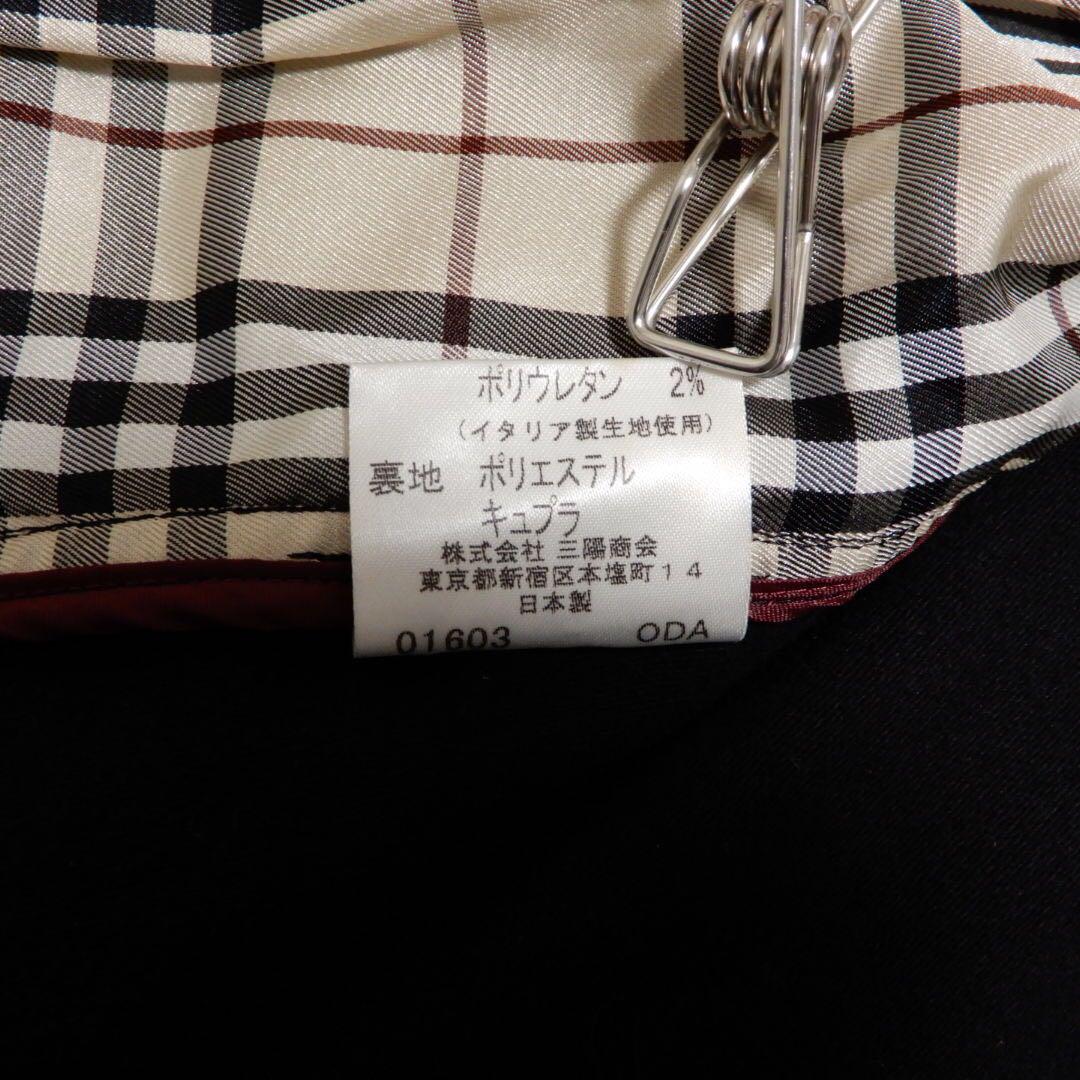 ポリウレタン 2%
(イタリア製生地使用)
裏地 ポリエステル
キュプラ
株式会社 三陽商会
東京都新宿区本塩町14
日本製
01603 ODA